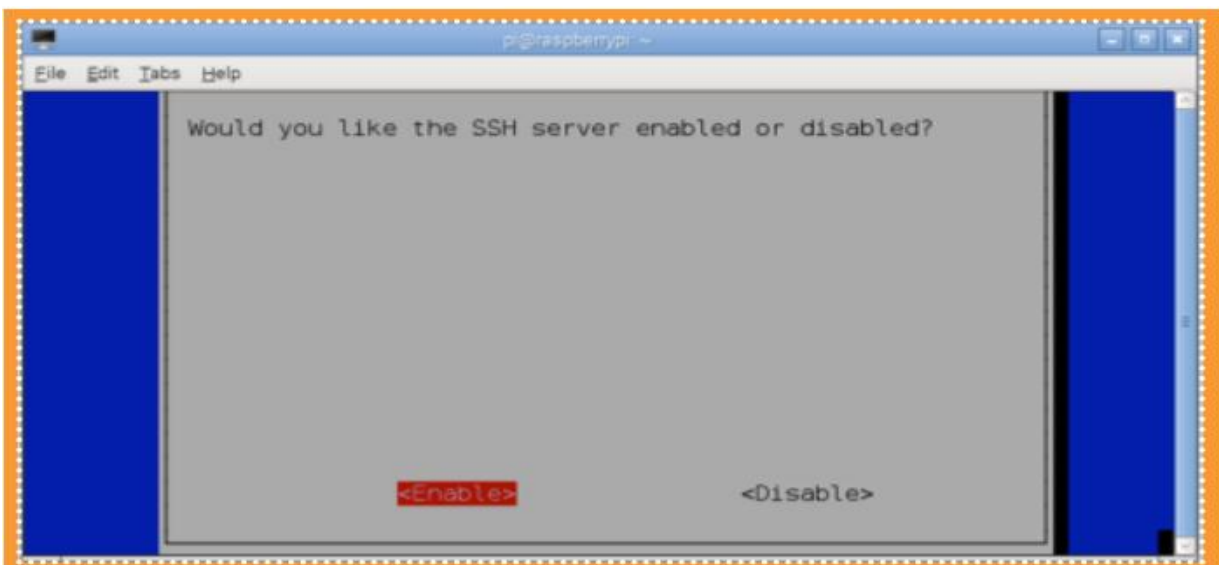 pi@raspberrypi: ~
File Edit Tabs Help
Would you like the SSH server enabled or disabled?
<Enable>
<Disable>